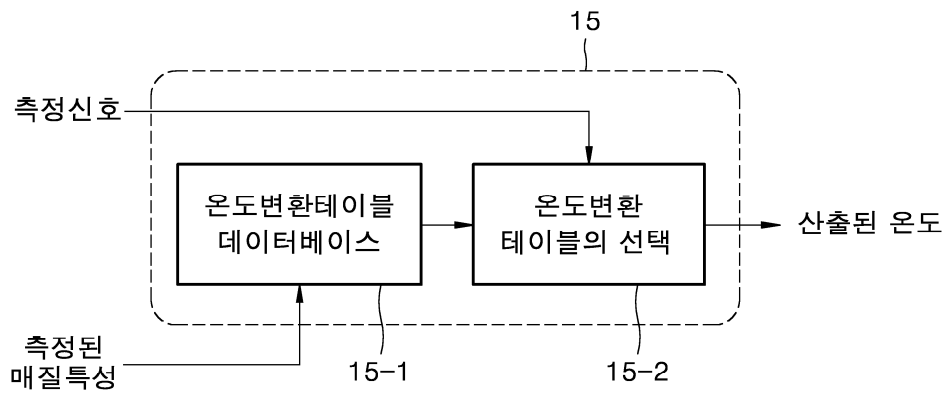 15
측정신호
온도변환테이블
데이터베이스
온도변환
테이블의 선택
산출된 온도
측정된
매질특성
15-1
15-2